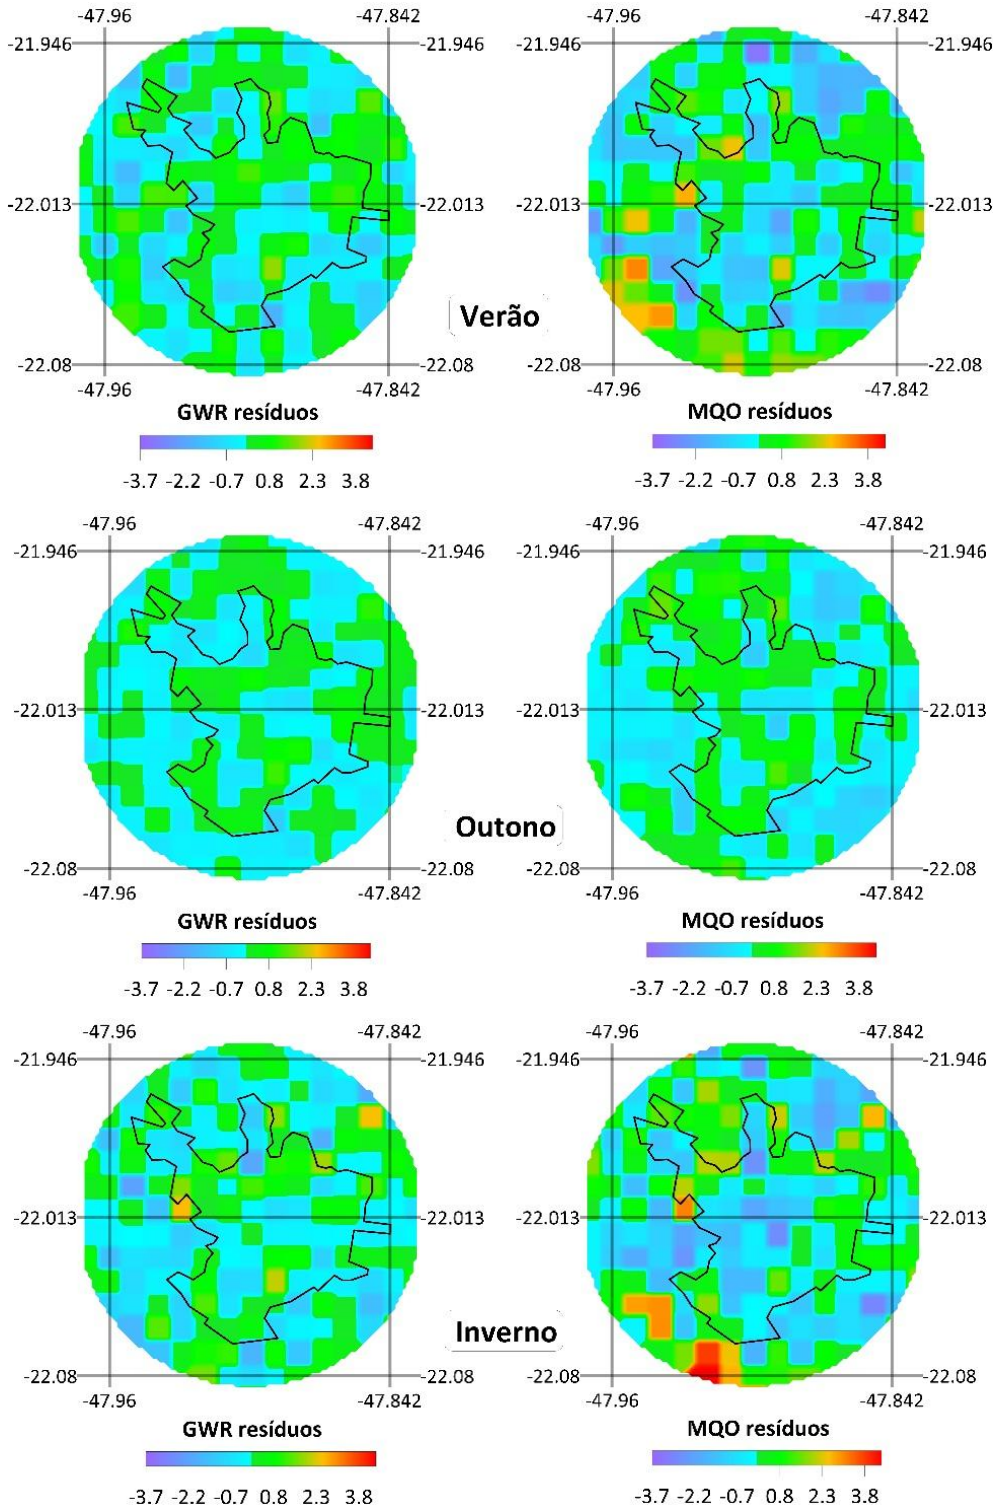 -47.96 -47.842 -47.96 -47.842
-21.946 -21.946 -21.946
-22.013 -22.013 -22.013
Verão
-22.08 -22.08 -22.08
-47.96 -47.842 -47.96 -47.842
GWR resíduos MQO resíduos
-3.7 -2.2 -0.7 0.8 2.3 3.8 -3.7 -2.2 -0.7 0.8 2.3 3.8
-47.96 -47.842 -47.96 -47.842
-21.946 -21.946 -21.946 -21.946
-22.013 -22.013 -22.013 -22.013
Outono
-22.08 -22.08 -22.08 -22.08
-47.96 -47.842 -47.96 -47.842
GWR resíduos MQO resíduos
-3.7 -2.2 -0.7 0.8 2.3 3.8 -3.7 -2.2 -0.7 0.8 2.3 3.8
-47.96 -47.842 -47.96 -47.842
-21.946 -21.946 -21.946 -21.946
-22.013 -22.013 -22.013 -22.013
Inverno
-22.08 -22.08 -22.08 -22.08
-47.96 -47.842 -47.96 -47.842
GWR resíduos MQO resíduos
-3.7 -2.2 -0.7 0.8 2.3 3.8 -3.7 -2.2 -0.7 0.8 2.3 3.8